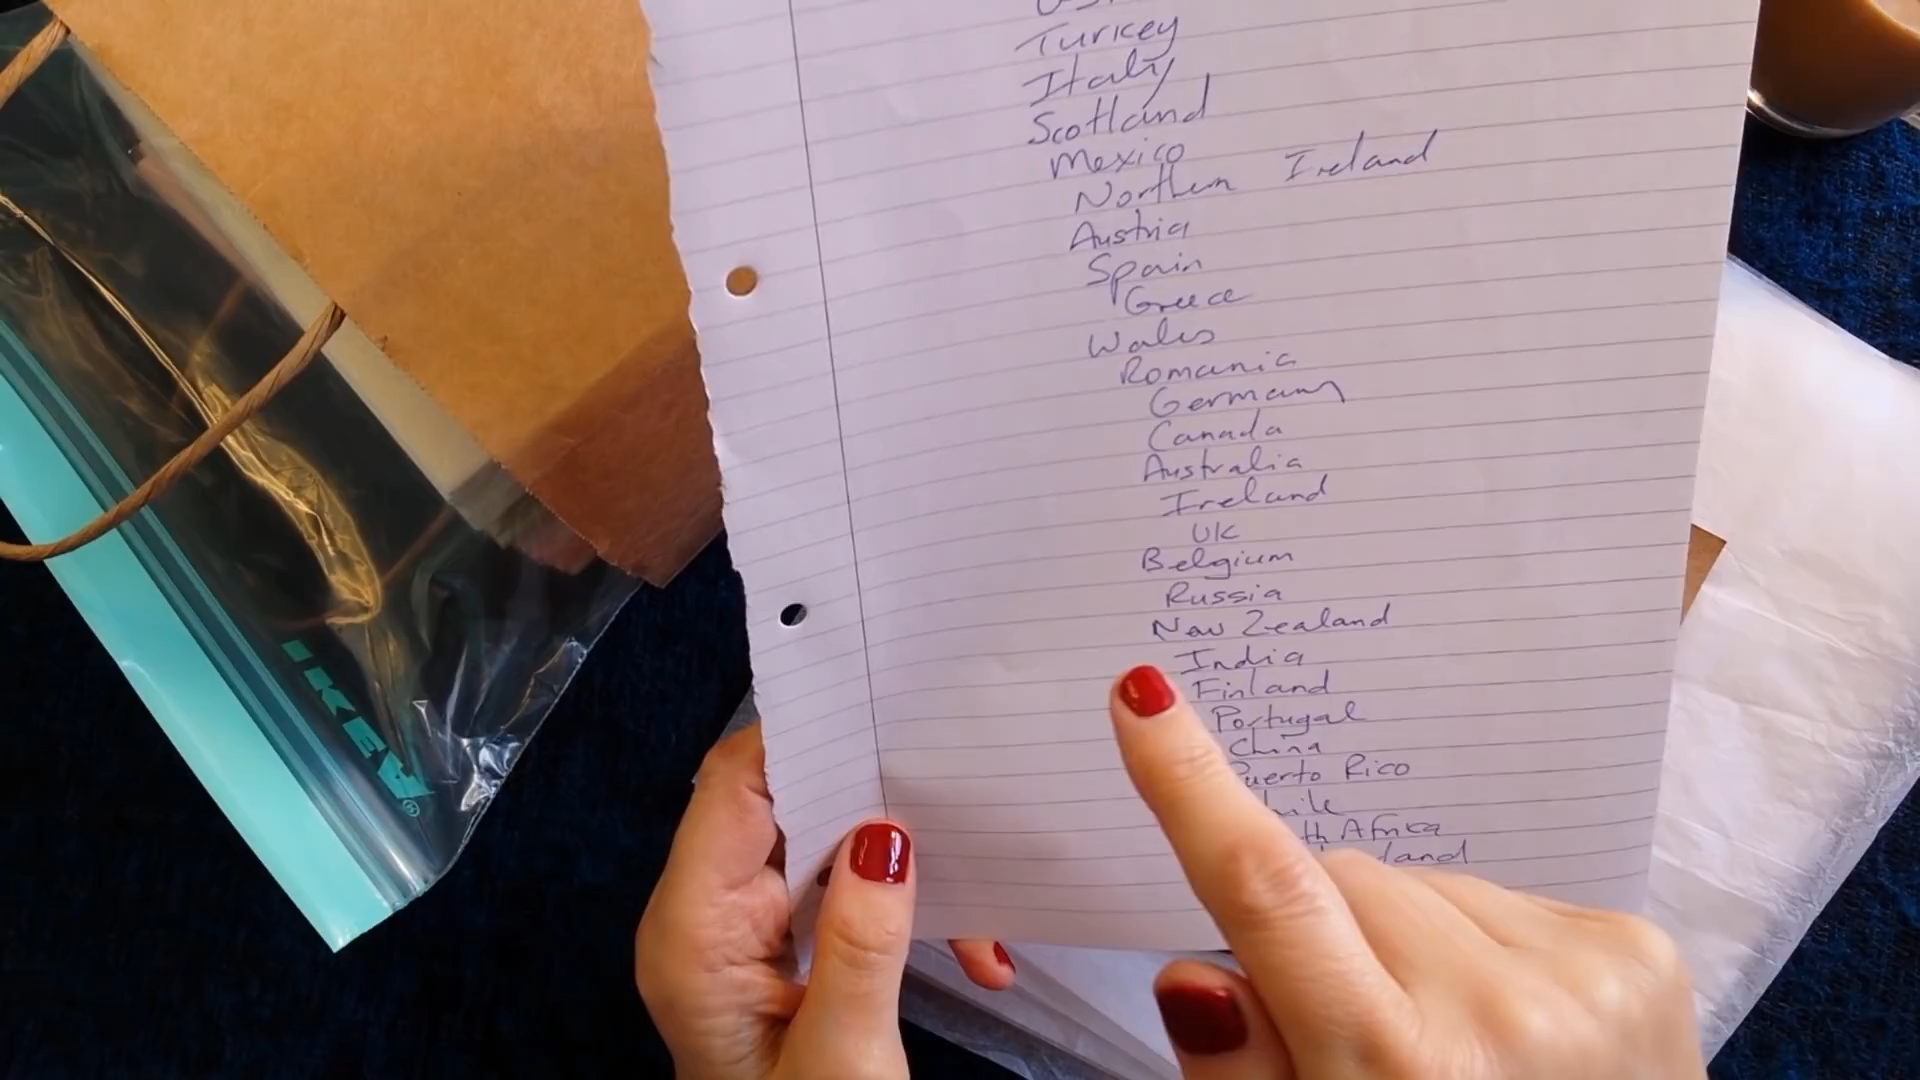 Turkey
Italy
Scotland
Mexico
Northern Ireland
Austria
Spain
Greece
Wales
Romania
Germany
Canada
Australia
Ireland
UK
Belgium
Russia
New Zealand
India
Finland
Portugal
China
Puerto Rico
Africa
IKEA